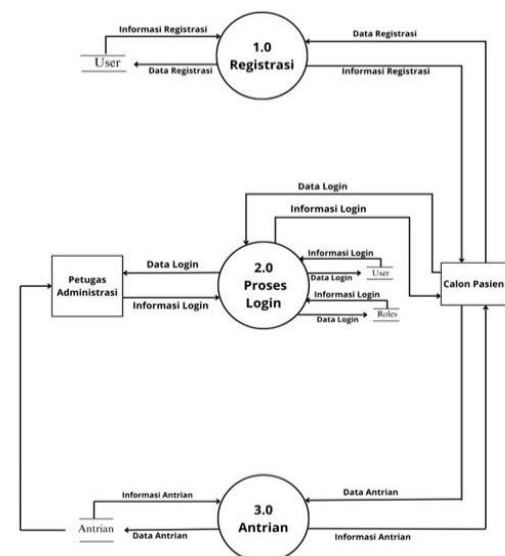 Informasi Registrasi
Data Registrasi
1.0
Registrasi
User
Data Registrasi
Informasi Registrasi
Data Login
Informasi Login
Data Login
Informasi Login
Petugas
Administrasi
2.0
Proses
Login
Informasi Login
Data Login
User
Informasi Login
Data Login
Roles
Calon Pasien
Informasi Antrian
Data Antrian
3.0
Antrian
Antrian
Data Antrian
Informasi Antrian